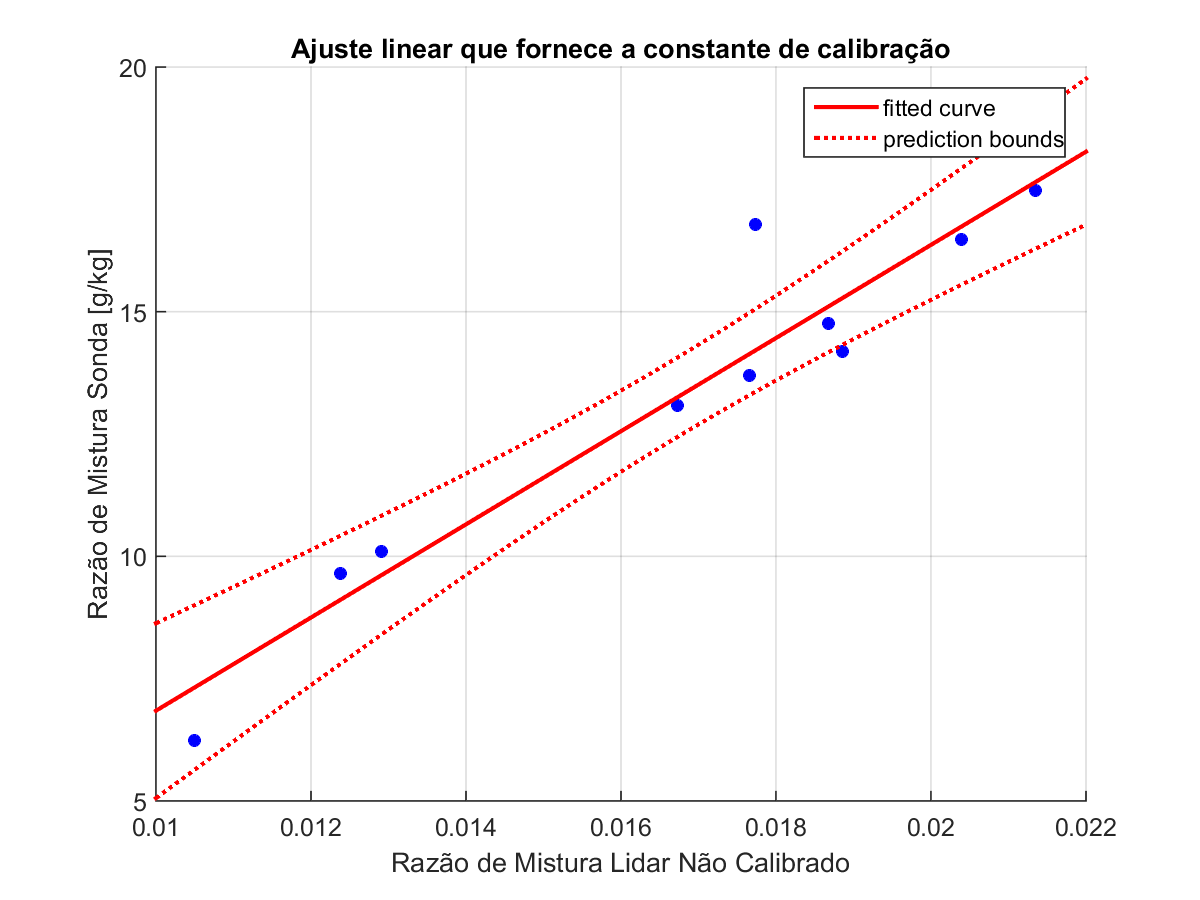 Ajuste linear que fornece a constante de calibração
fitted curve
prediction bounds
Razão de Mistura Sonda [g/kg]
20
15
10
5
0.01 0.012 0.014 0.016 0.018 0.02 0.022
Razão de Mistura Lidar Não Calibrado